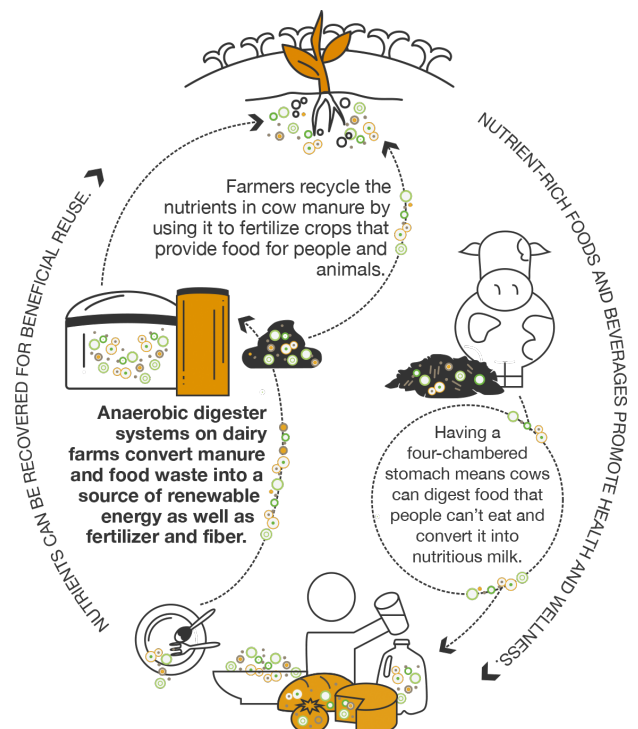 NUTRIENT-RICH FOODS AND BEVERAGES PROMOTE HEALTH AND WELLNESS.
Farmers recycle the
nutrients in cow manure by
using it to fertilize crops that
provide food for people and
animals.
NUTRIENTS CAN BE RECOVERED FOR BENEFICIAL REUSE.
Anaerobic digester
systems on dairy
farms convert manure
and food waste into a
source of renewable
energy as well as
fertilizer and fiber.
Having a
four-chambered
stomach means cows
can digest food that
people can’t eat and
convert it into
nutritious milk.